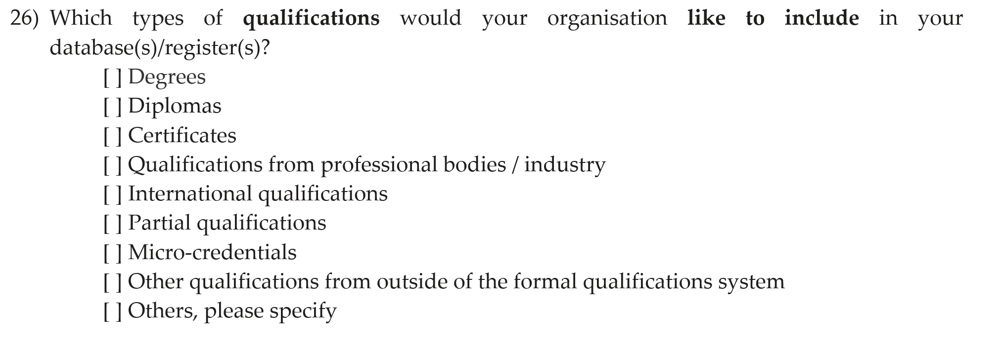 26) Which types of qualifications would your organisation like to include in your
database(s)/register(s)?
[ ] Degrees
[ ] Diplomas
[ ] Certificates
[ ] Qualifications from professional bodies / industry
[ ] International qualifications
[ ] Partial qualifications
[ ] Micro-credentials
[ ] Other qualifications from outside of the formal qualifications system
[ ] Others, please specify